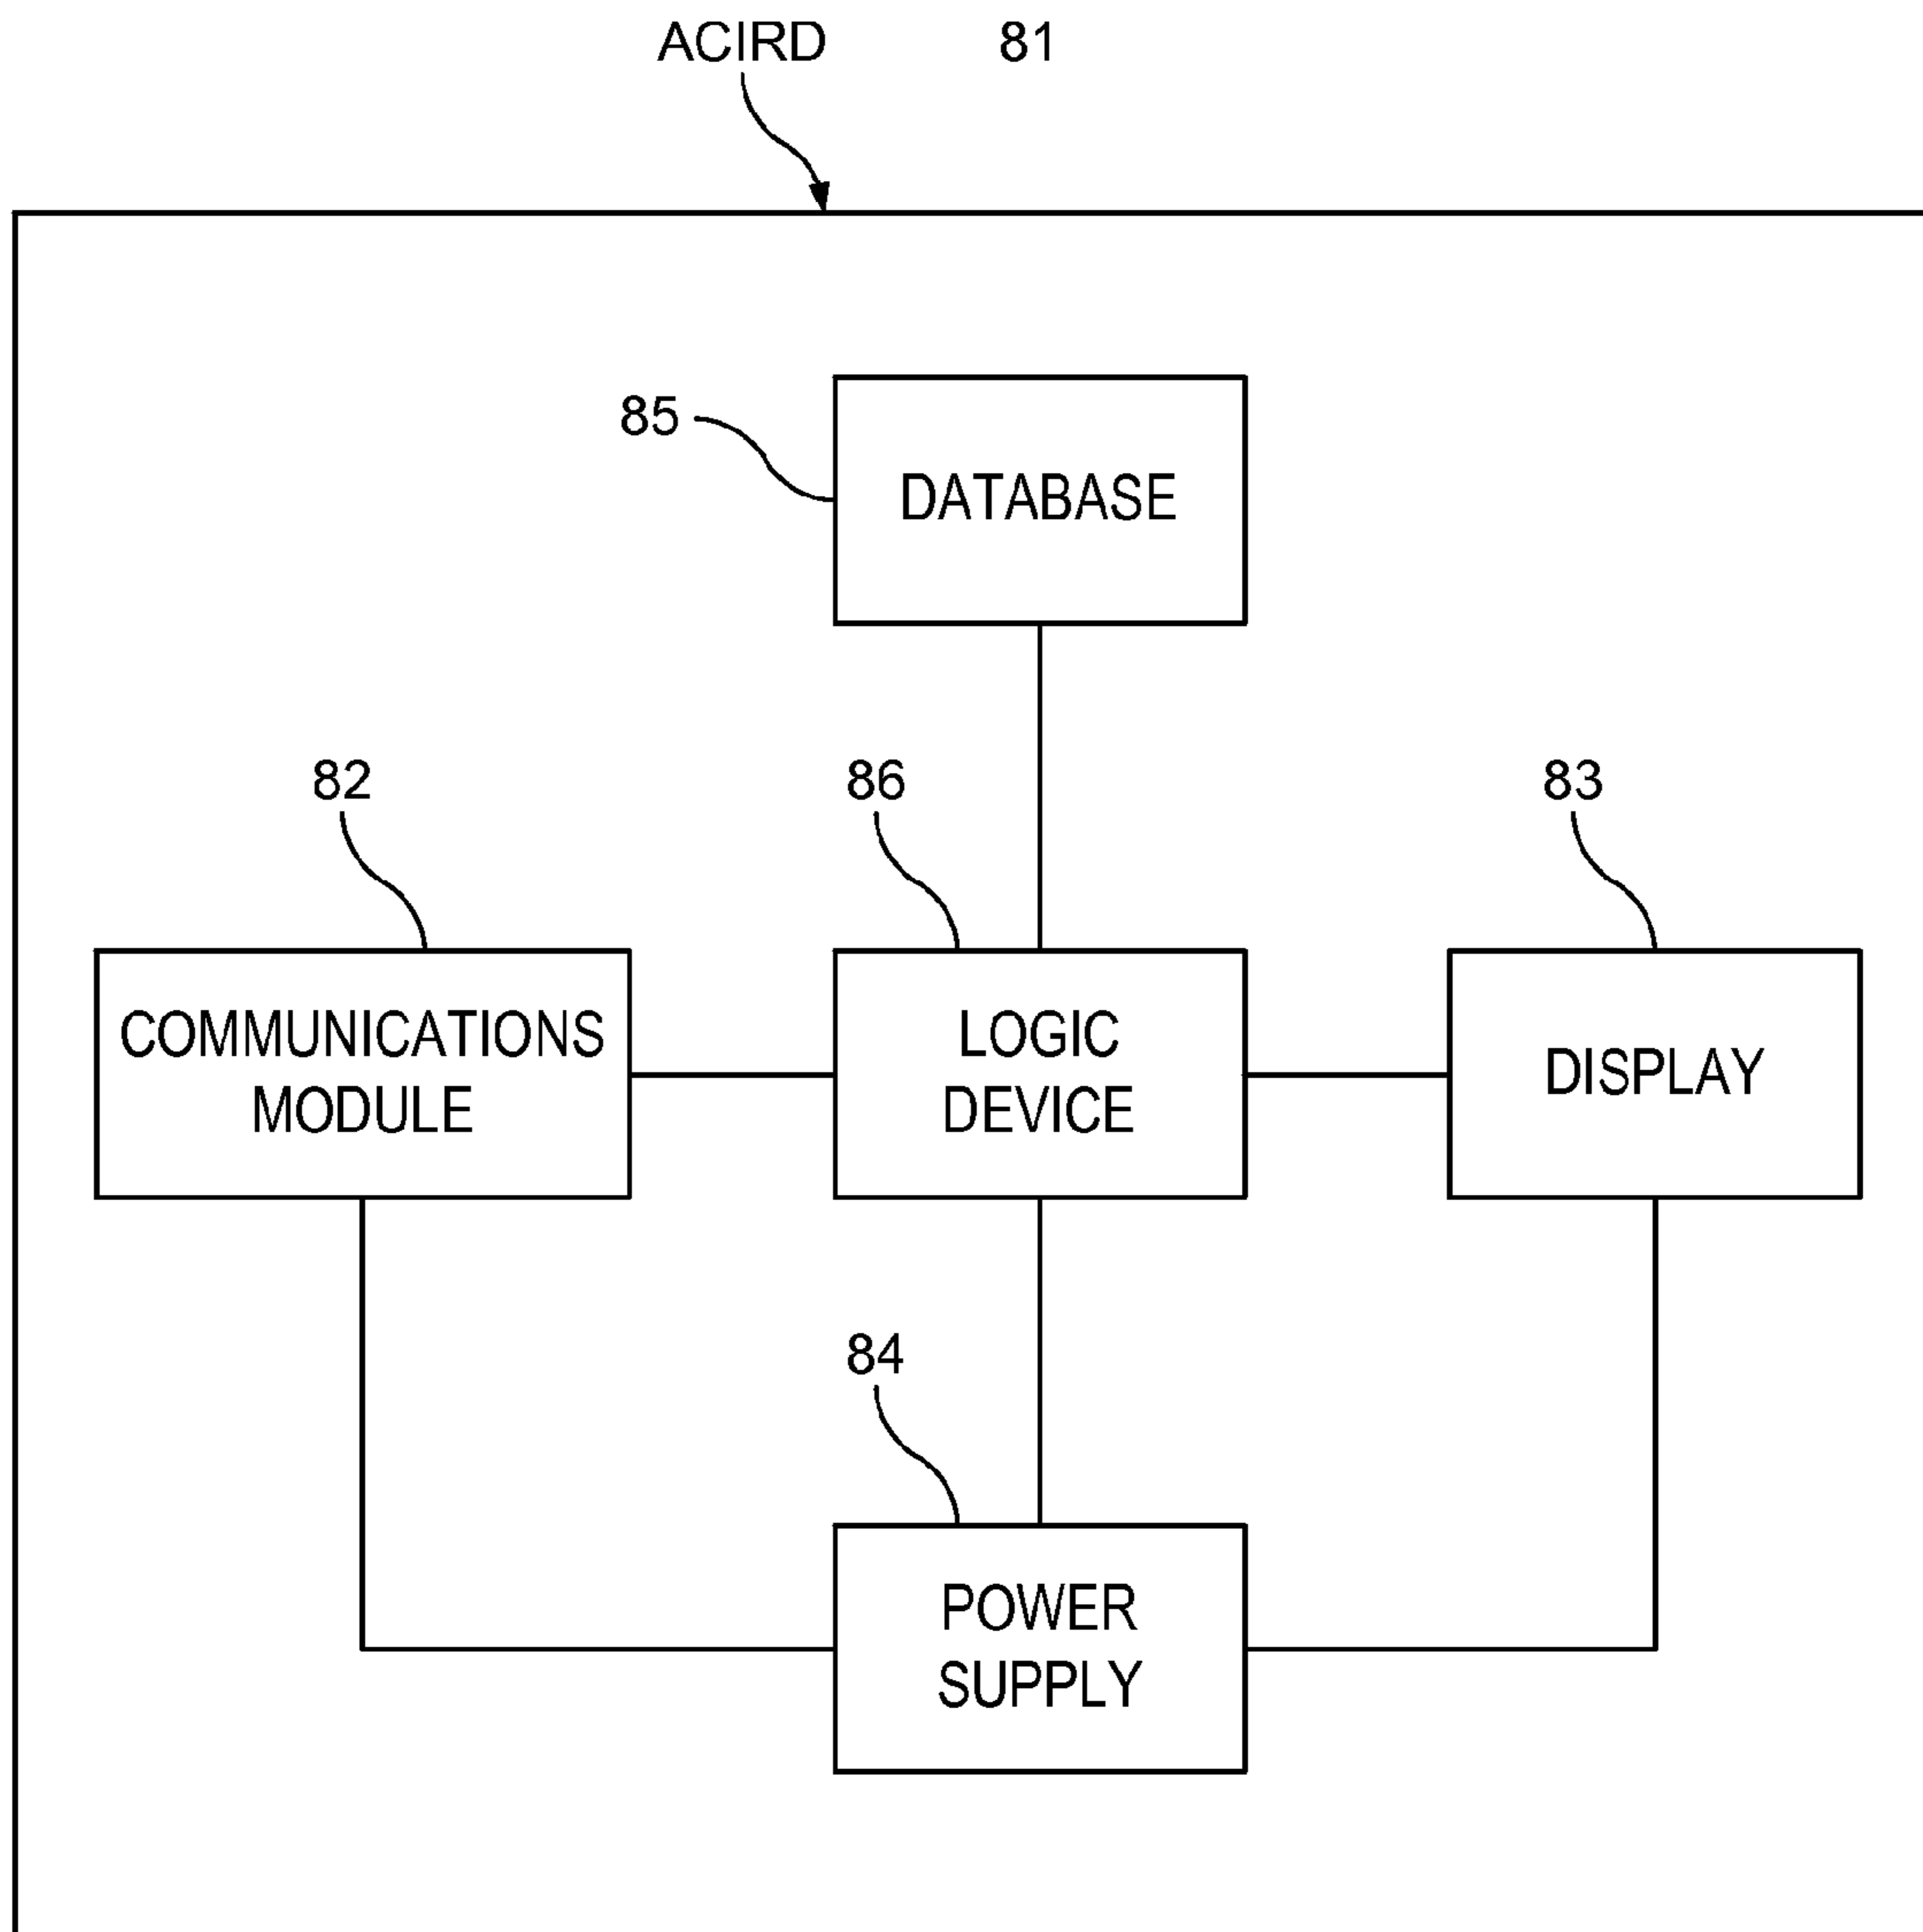 ACIRD 81
85
DATABASE
82 86 83
COMMUNICATIONS
MODULE
LOGIC
DEVICE
DISPLAY
84
POWER
SUPPLY